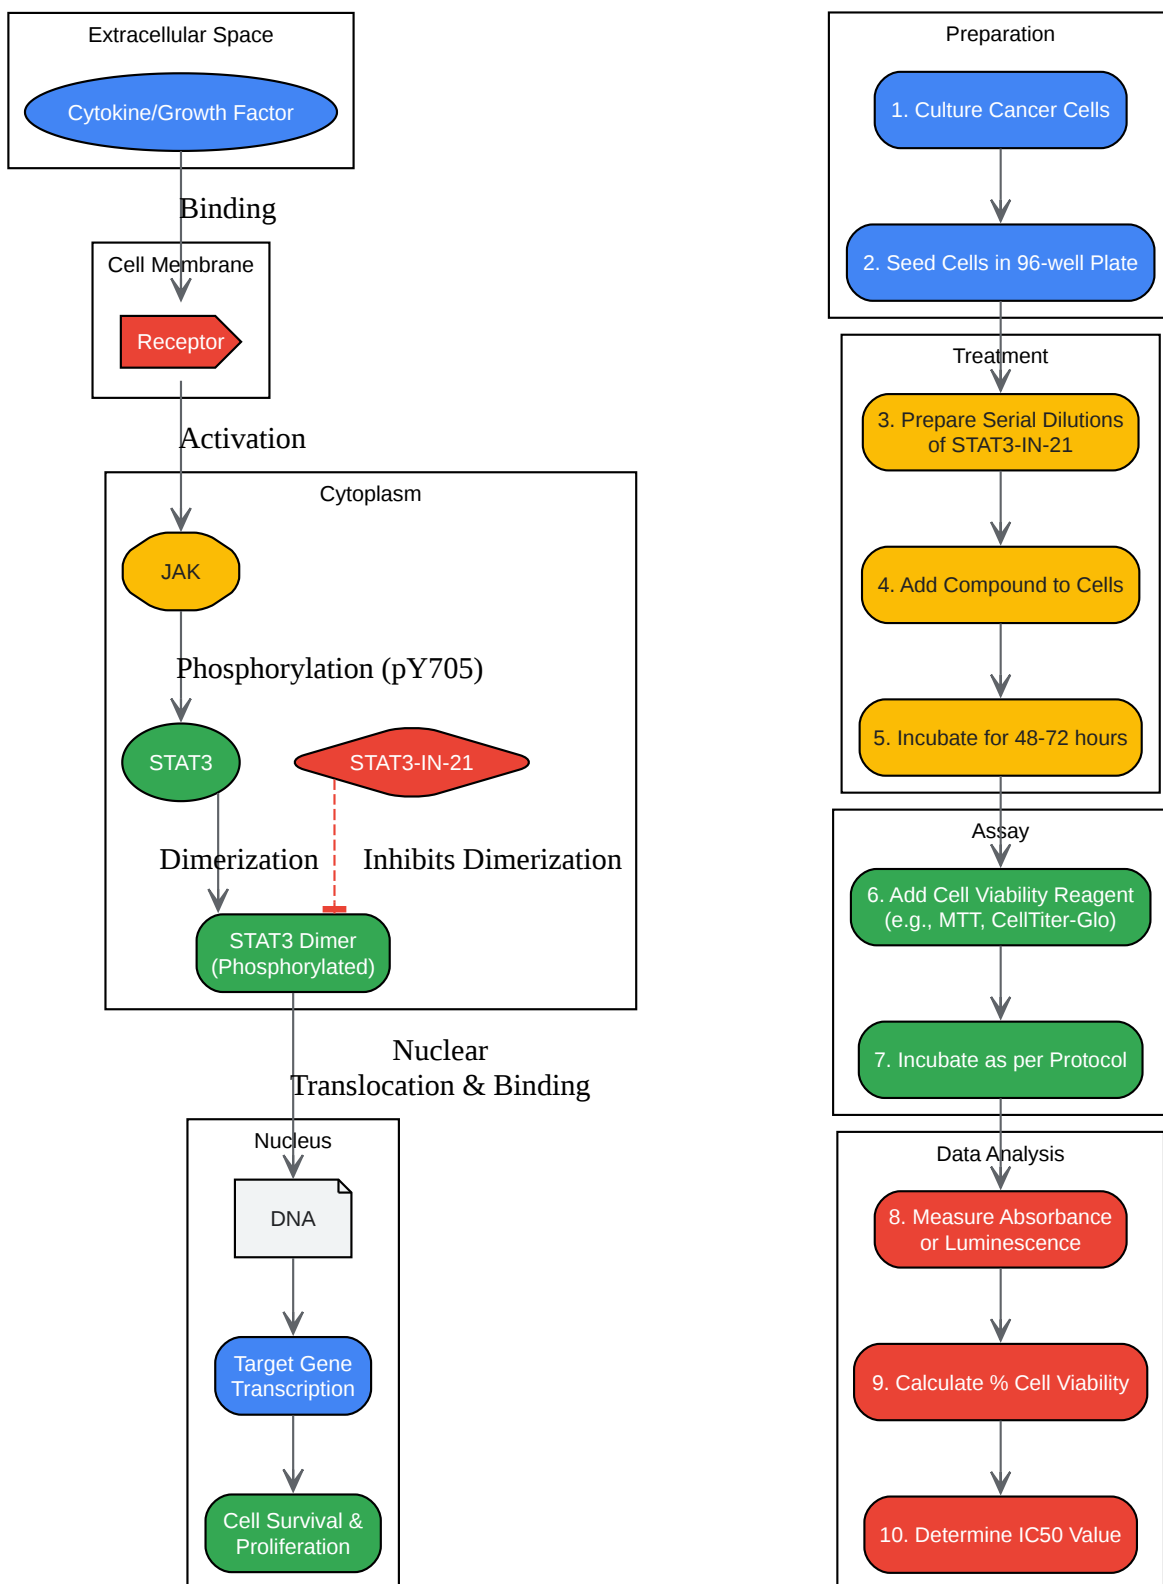 Extracellular Space
Cytokine/Growth Factor
Binding
Cell Membrane
Receptor
Activation
Cytoplasm
JAK
Phosphorylation (pY705)
STAT3
STAT3-IN-21
Dimerization
Inhibits Dimerization
STAT3 Dimer
(Phosphorylated)
Nuclear
Translocation & Binding
Nucleus
DNA
Target Gene
Transcription
Cell Survival &
Proliferation
Preparation
1. Culture Cancer Cells
2. Seed Cells in 96-well Plate
Treatment
3. Prepare Serial Dilutions
of STAT3-IN-21
4. Add Compound to Cells
5. Incubate for 48-72 hours
Assay
6. Add Cell Viability Reagent
(e.g., MTT, CellTiter-Glo)
7. Incubate as per Protocol
Data Analysis
8. Measure Absorbance
or Luminescence
9. Calculate % Cell Viability
10. Determine IC50 Value